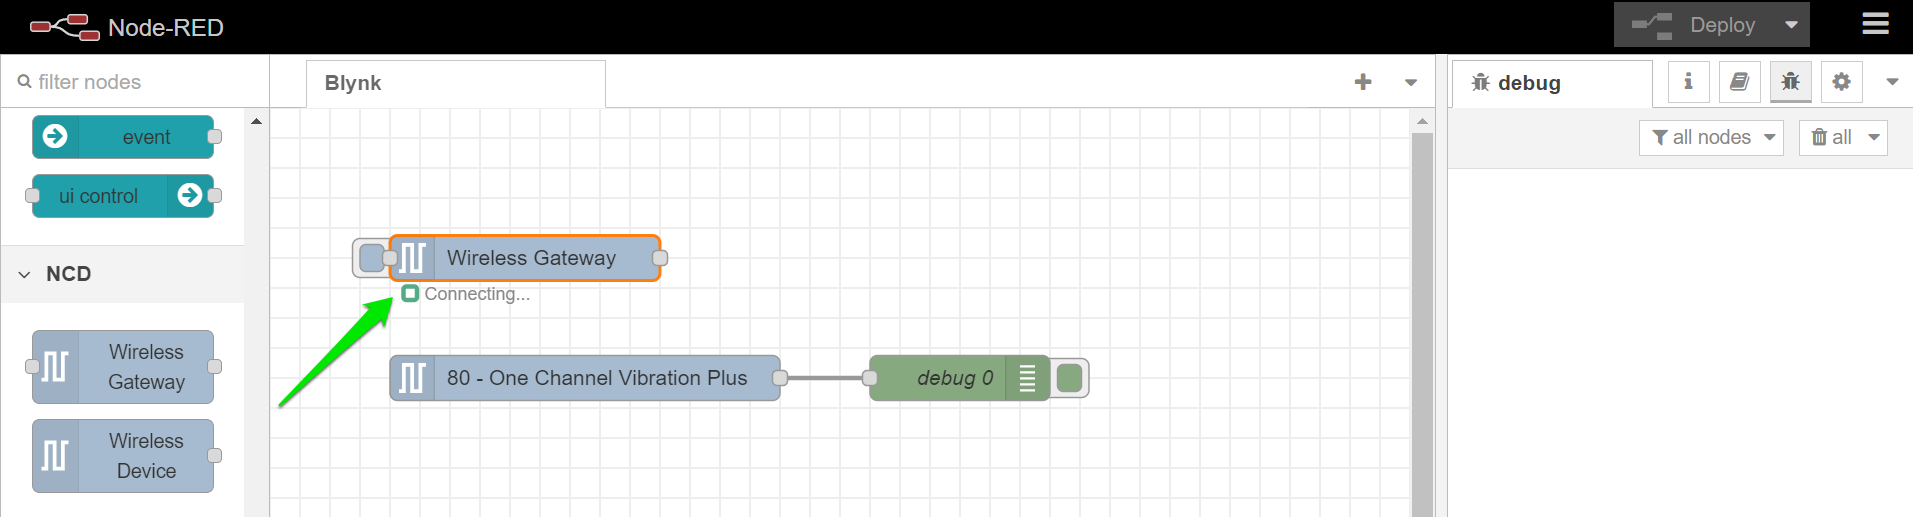 Node-RED
Deploy
filter nodes
Blynk
debug
all nodes
all
event
ui control
NCD
Wireless
Gateway
Wireless
Device
Wireless Gateway
Connecting...
80 - One Channel Vibration Plus
debug 0